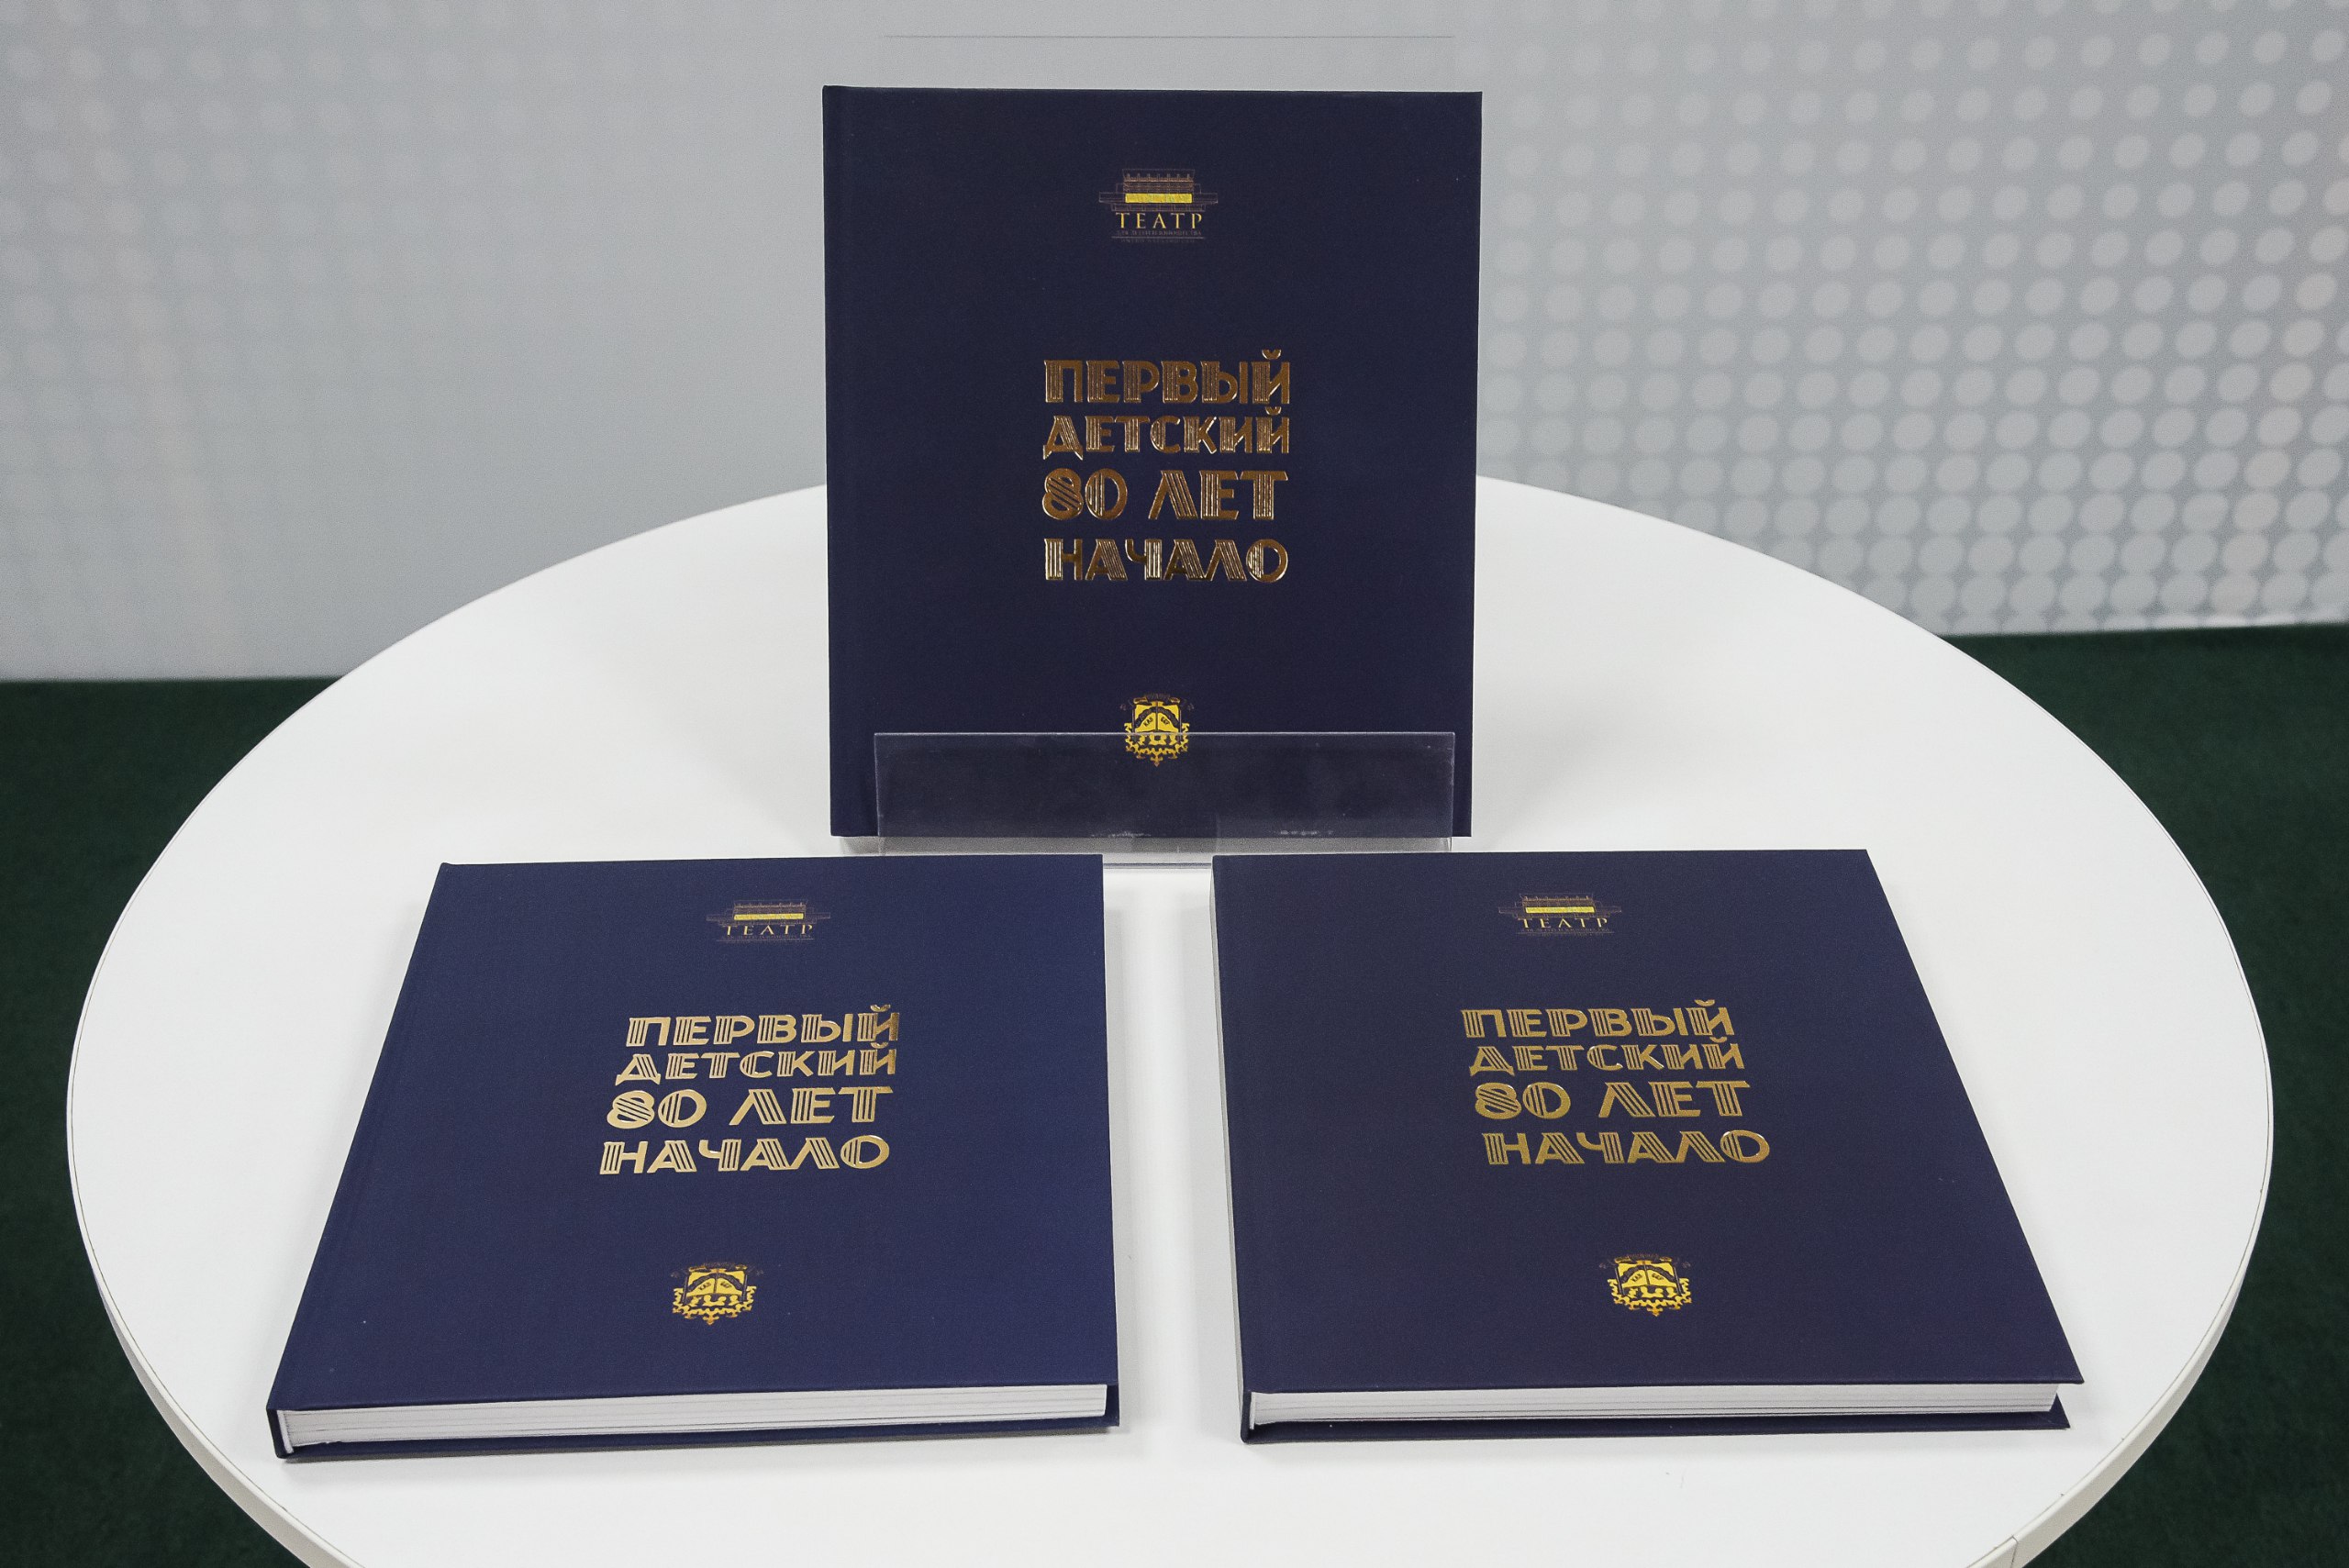 ТЕАТР
ПЕРВЫЙ
ДЕТСКИЙ
80 ЛЕТ
НАЧАЛО
ТЕАТР
ПЕРВЫЙ
ДЕТСКИЙ
80 ЛЕТ
НАЧАЛО
ТЕАТР
ПЕРВЫЙ
ДЕТСКИЙ
80 ЛЕТ
НАЧАЛО